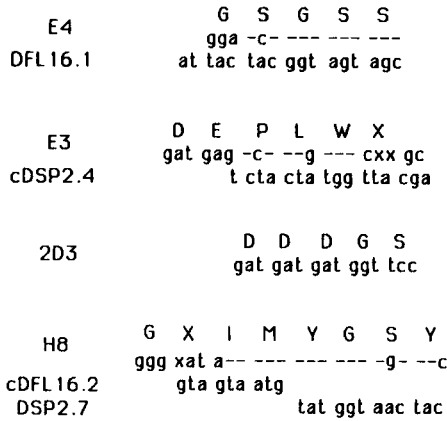 G S G S S
E4 gga -c- --- --- ---
DFL16.1 at tac tac ggt agt agc
D E P L W X
E3 gat gag -c- --g --- cxx gc
cDSP2.4 t cta cta tgg tta cga
D D D G S
2D3 gat gat gat ggt tcc
G X I M Y G S Y
H8 ggg xat a-- --- --- --- -g- --c
cDFL16.2 gta gta atg
DSP2.7 tat ggt aac tac